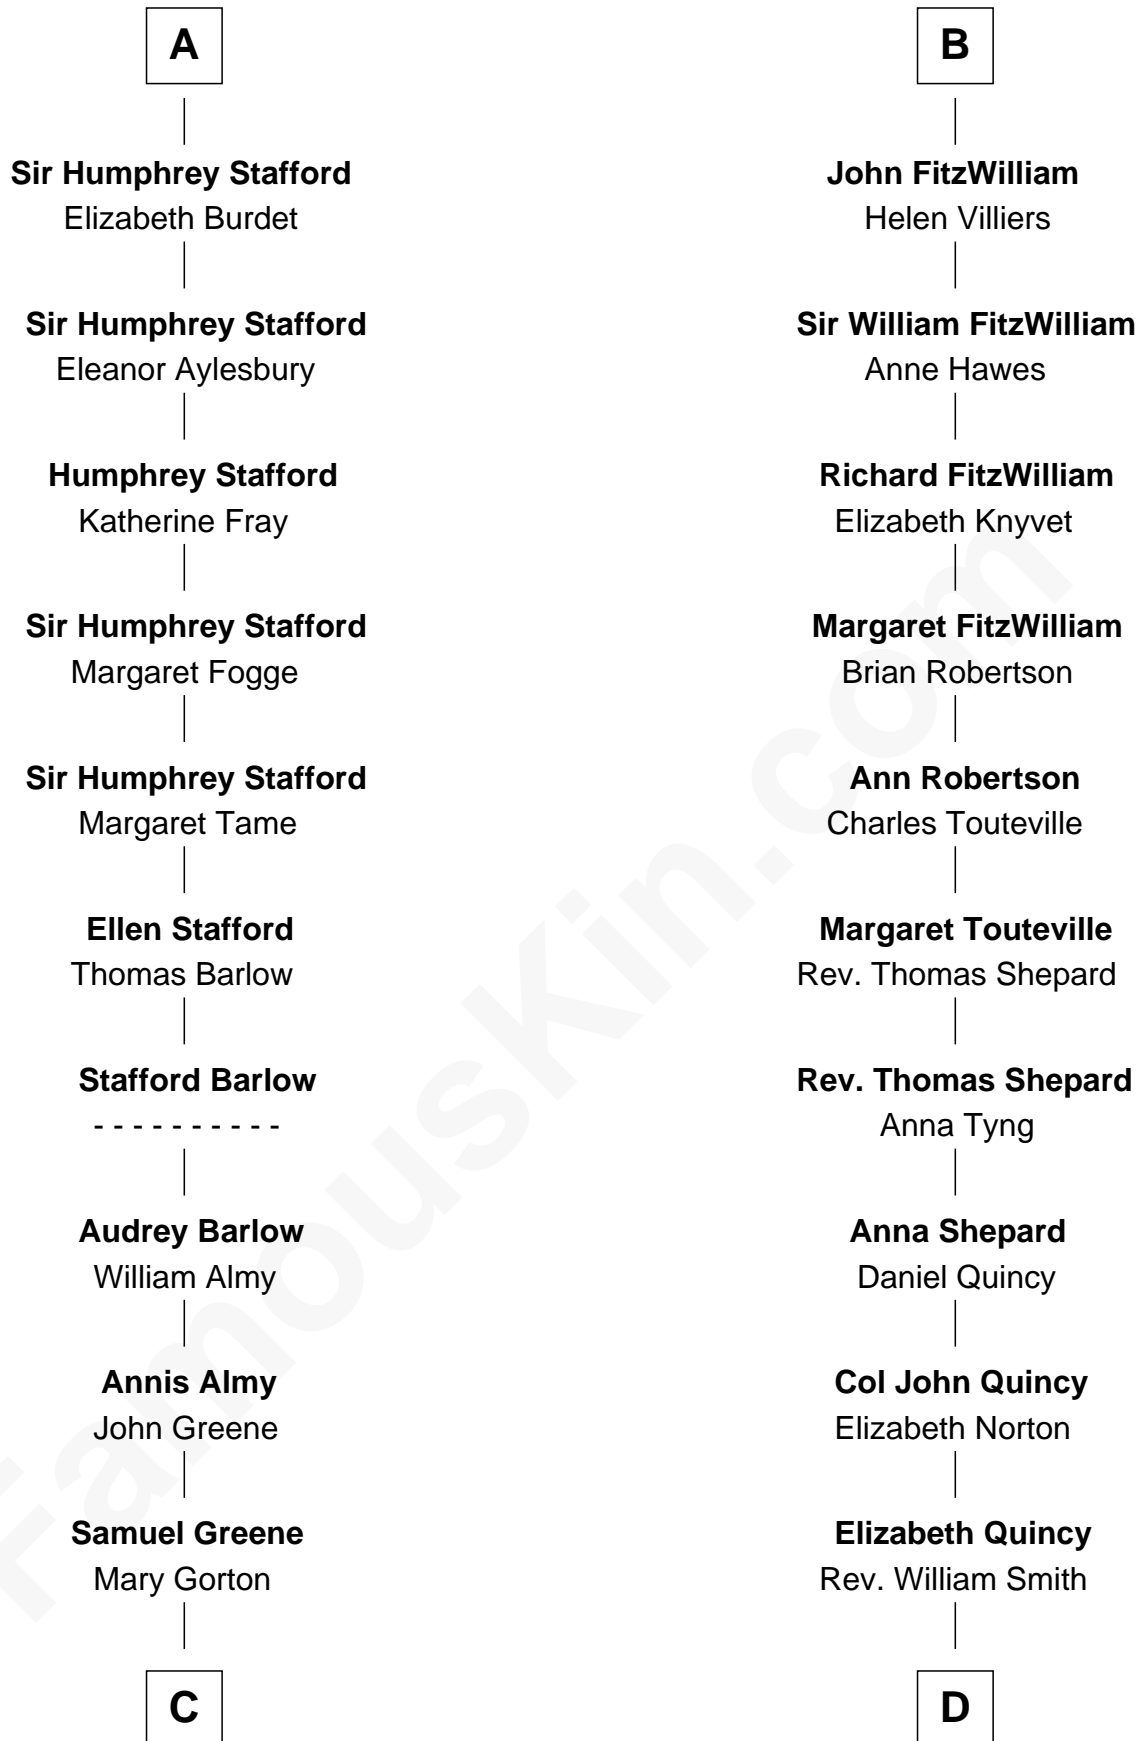 A
Sir Humphrey Stafford
Elizabeth Burdet
Sir Humphrey Stafford
Eleanor Aylesbury
Humphrey Stafford
Katherine Fray
Sir Humphrey Stafford
Margaret Fogge
Sir Humphrey Stafford
Margaret Tame
Ellen Stafford
Thomas Barlow
Stafford Barlow
- - - - - - - - - -
Audrey Barlow
William Almy
Annis Almy
John Greene
Samuel Greene
Mary Gorton
C
B
John FitzWilliam
Helen Villiers
Sir William FitzWilliam
Anne Hawes
Richard FitzWilliam
Elizabeth Knyvet
Margaret FitzWilliam
Brian Robertson
Ann Robertson
Charles Touteville
Margaret Touteville
Rev. Thomas Shepard
Rev. Thomas Shepard
Anna Tyng
Anna Shepard
Daniel Quincy
Col John Quincy
Elizabeth Norton
Elizabeth Quincy
Rev. William Smith
D
FamousKin.com